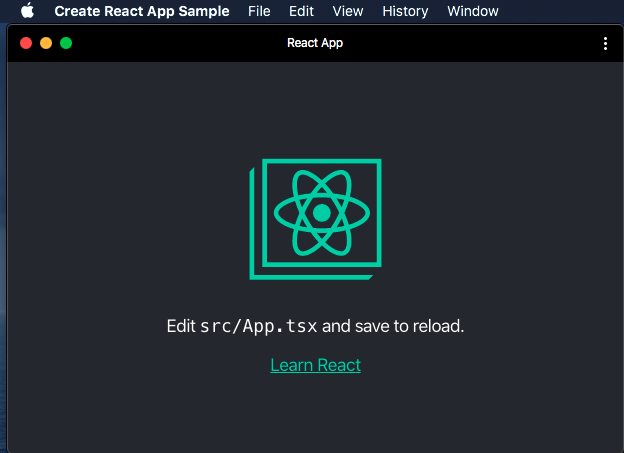 Create React App Sample File Edit View History Window
React App
Edit src/App.tsx and save to reload.
Learn React